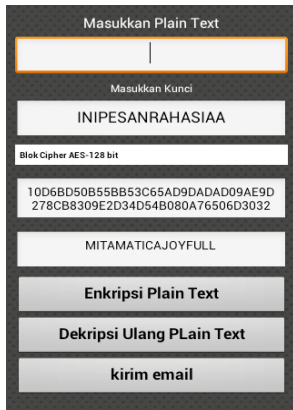 Masukkan Plain Text
Masukkan Kunci
INIPESANRAHASIAA
Blok Cipher AES-128 bit
10D6BD50B55BB53C65AD9DADAD09AE9D
278CB8309E2D34D54B080A76506D3032
MITAMATICAJOYFULL
Enkripsi Plain Text
Dekripsi Ulang PLain Text
kirim email